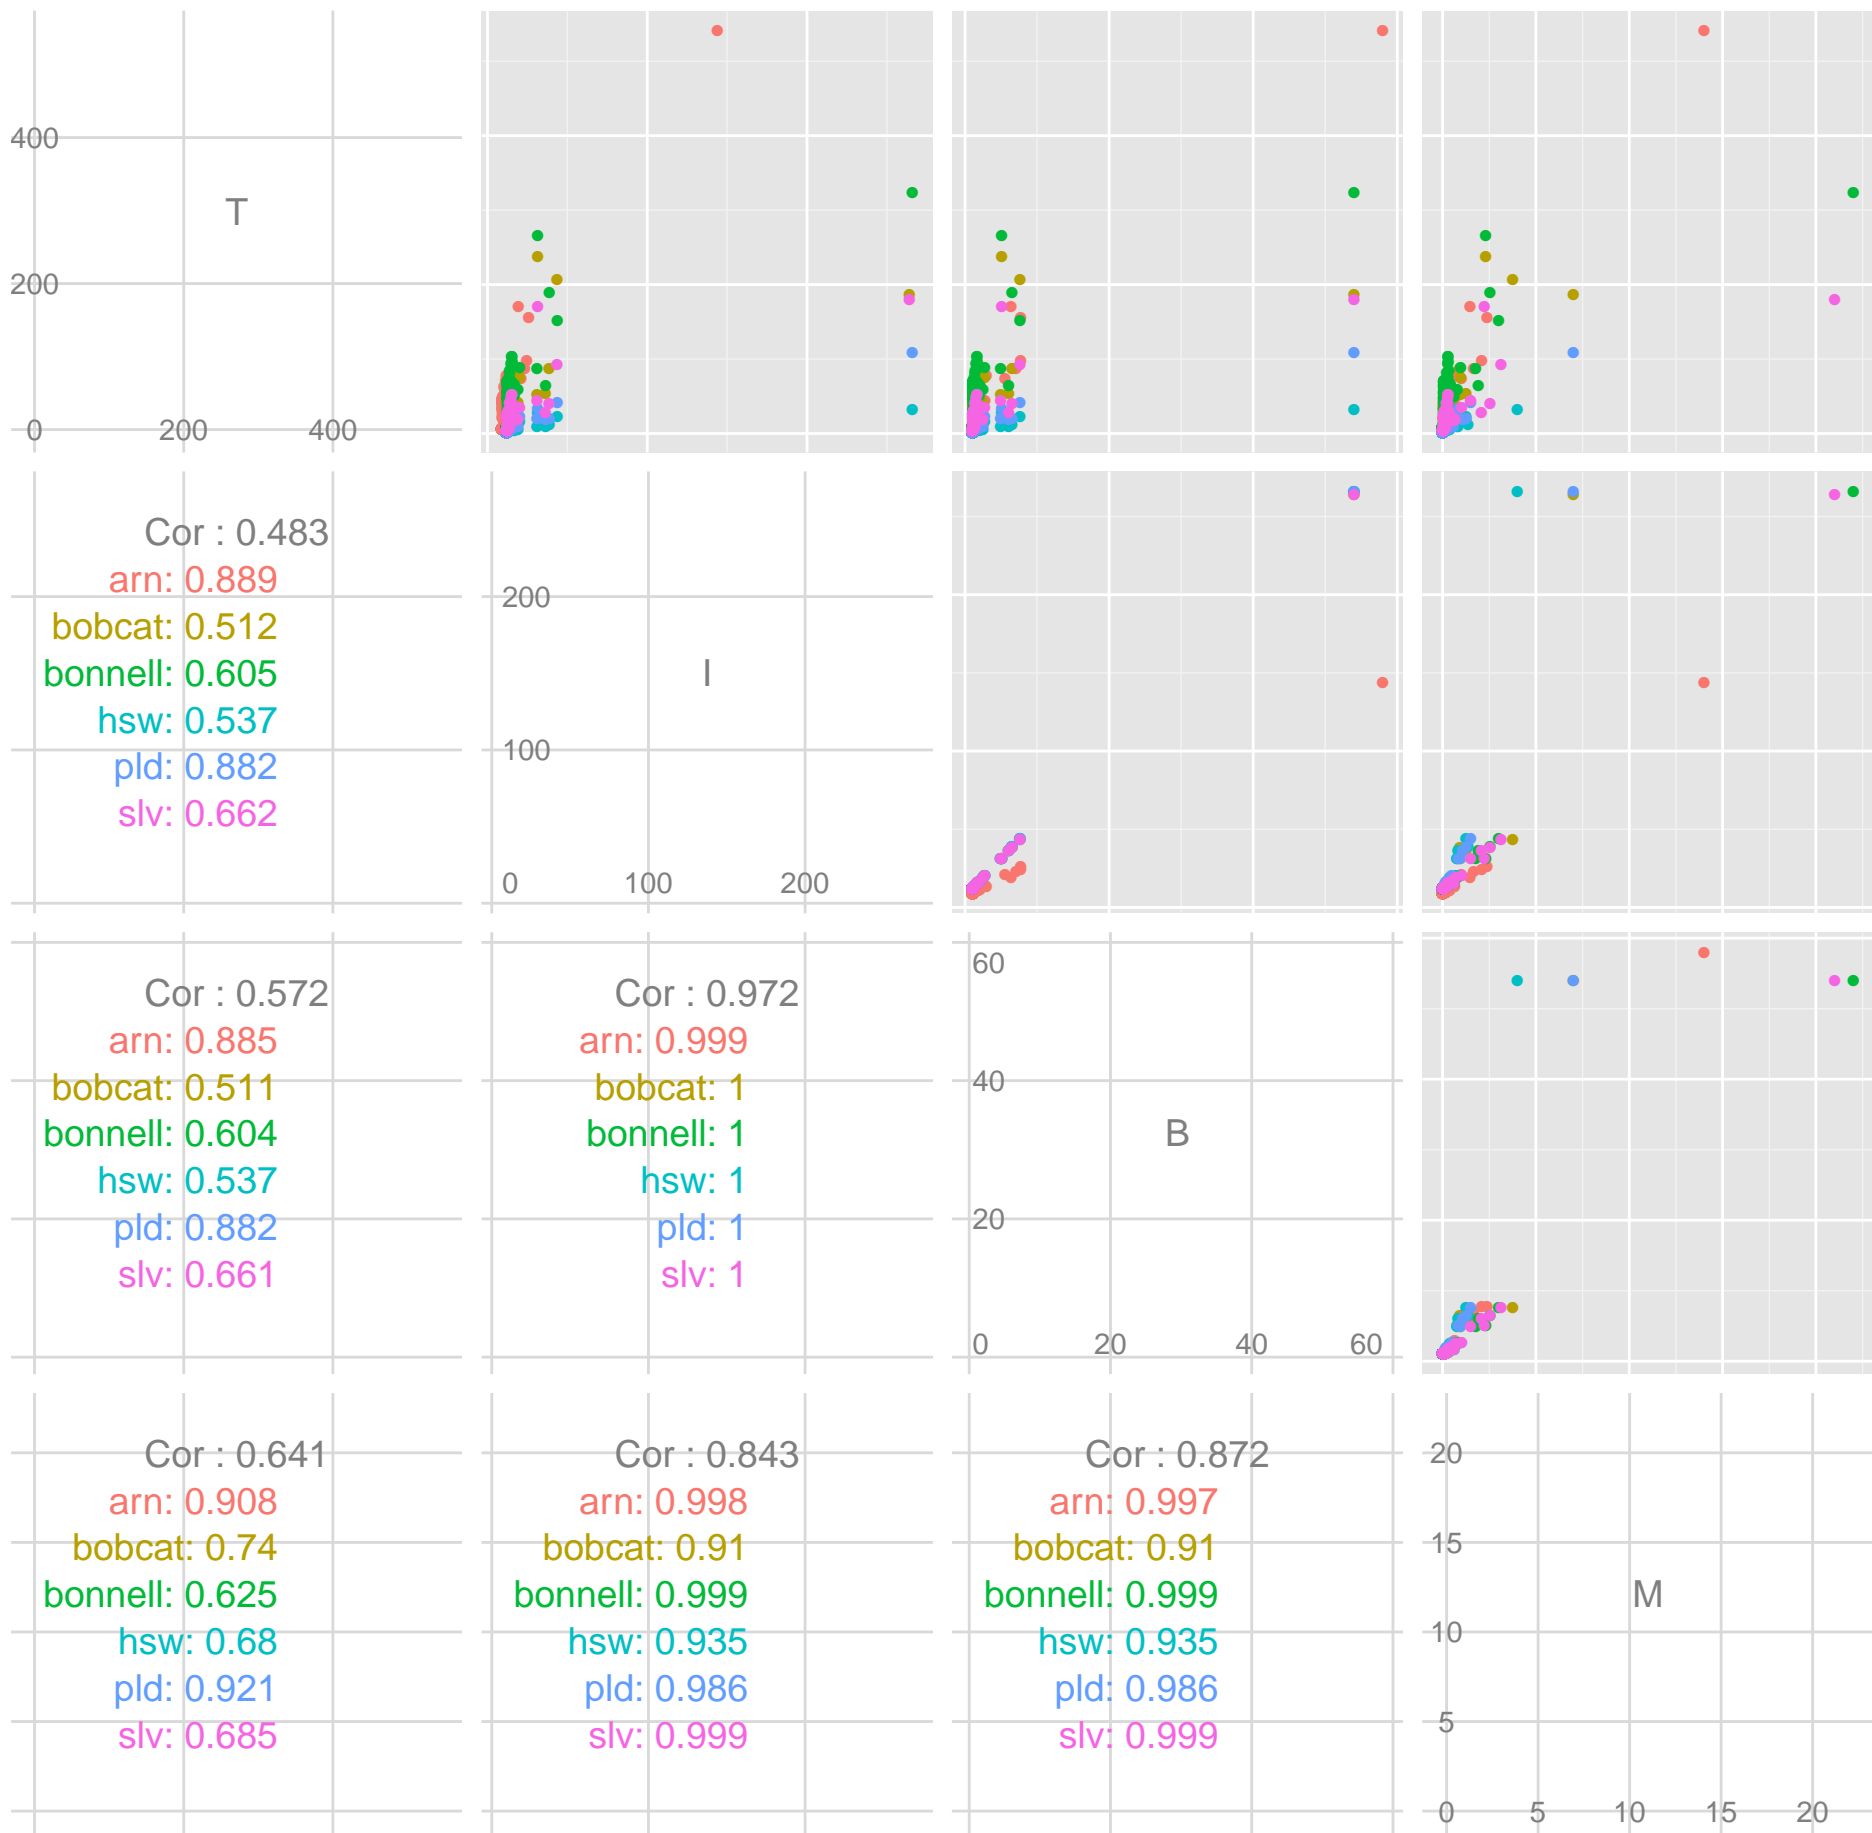 400
T
200
0 200 400
Cor : 0.483
arn: 0.889
bobcat: 0.512
bonnell: 0.605
hsw: 0.537
pld: 0.882
slv: 0.662
200
I
100
0 100 200
Cor : 0.572
arn: 0.885
bobcat: 0.511
bonnell: 0.604
hsw: 0.537
pld: 0.882
slv: 0.661
Cor : 0.972
arn: 0.999
bobcat: 1
bonnell: 1
hsw: 1
pld: 1
slv: 1
60
40
B
20
0 20 40 60
Cor : 0.641
arn: 0.908
bobcat: 0.74
bonnell: 0.625
hsw: 0.68
pld: 0.921
slv: 0.685
Cor : 0.843
arn: 0.998
bobcat: 0.91
bonnell: 0.999
hsw: 0.935
pld: 0.986
slv: 0.999
Cor : 0.872
arn: 0.997
bobcat: 0.91
bonnell: 0.999
hsw: 0.935
pld: 0.986
slv: 0.999
20
15
M
10
5
0 5 10 15 20